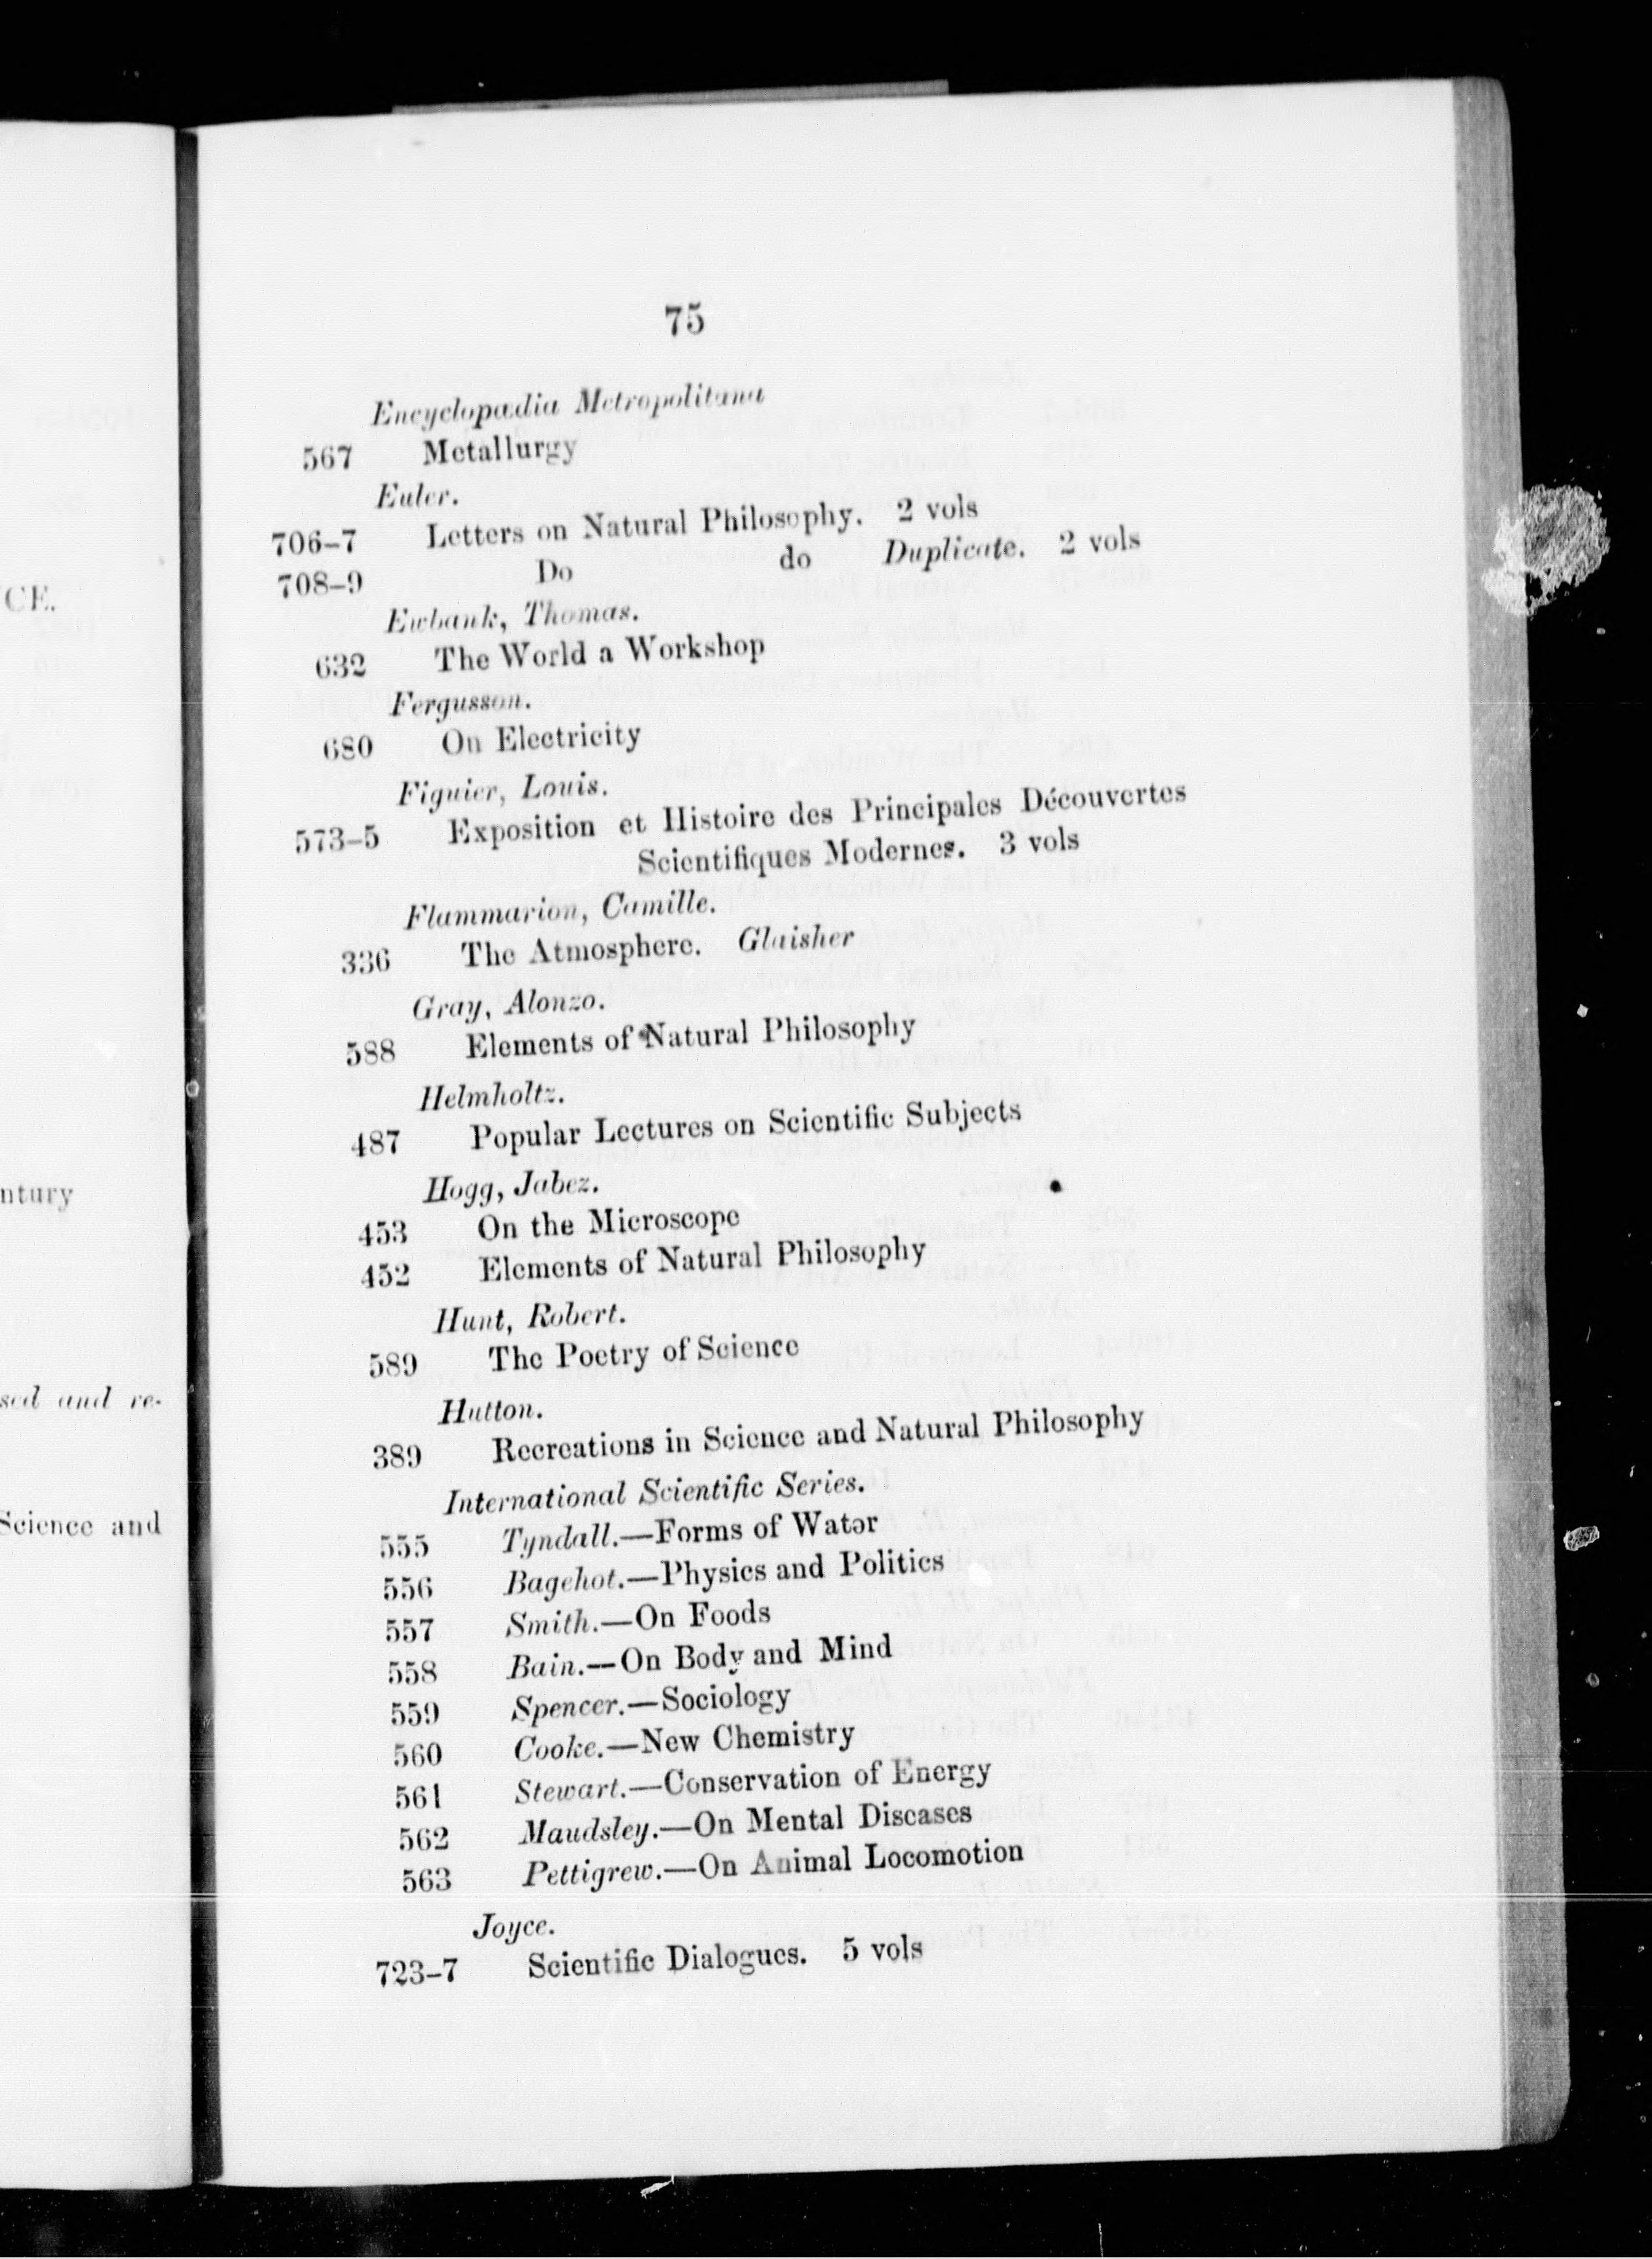 75
Encyclopædia Metropolitana
567 Metallurgy
Euler.
706–7 Letters on Natural Philosophy. 2 vols
708–9 Do do Duplicate. 2 vols
Ewbank, Thomas.
632 The World a Workshop
Fergusson.
680 On Electricity
Figuier, Louis.
573–5 Exposition et Histoire des Principales Découvertes
Scientifiques Modernes. 3 vols
Flammarion, Camille.
336 The Atmosphere. Glaisher
Gray, Alonzo.
588 Elements of Natural Philosophy
Helmholtz.
487 Popular Lectures on Scientific Subjects
Hogg, Jabez.
453 On the Microscope
452 Elements of Natural Philosophy
Hunt, Robert.
589 The Poetry of Science
Hutton.
389 Recreations in Science and Natural Philosophy
International Scientific Series.
555 Tyndall.—Forms of Water
556 Bagehot.—Physics and Politics
557 Smith.—On Foods
558 Bain.—On Body and Mind
559 Spencer.—Sociology
560 Cooke.—New Chemistry
561 Stewart.—Conservation of Energy
562 Maudsley.—On Mental Diseases
563 Pettigrew.—On Animal Locomotion
Joyce.
723–7 Scientific Dialogues. 5 vols
CE.
ntury
sed and re-
Science and